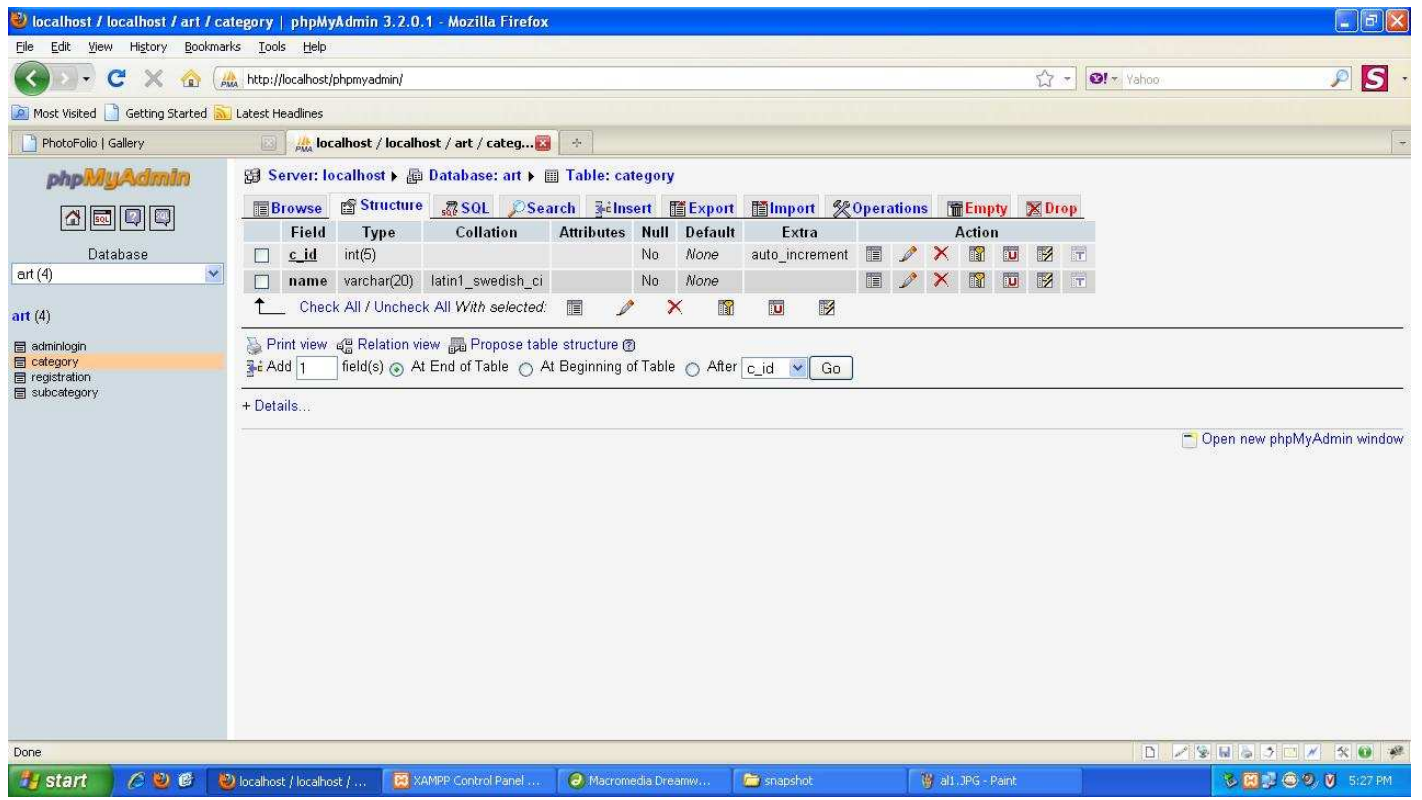 localhost / localhost / art / category | phpMyAdmin 3.2.0.1 - Mozilla Firefox
File Edit View History Bookmarks Tools Help
http://localhost/phpmyadmin/ Yahoo
Most Visited Getting Started Latest Headlines
PhotoFolio | Gallery localhost / localhost / art / categ...
phpMyAdmin
Server: localhost Database: art Table: category
Browse Structure SQL Search Insert Export Import Operations Empty Drop
Field Type Collation Attributes Null Default Extra Action
c_id int(5) No None auto_increment
name varchar(20) latin1_swedish_ci No None
Check All / Uncheck All With selected:
Database
art (4)
art (4)
adminlogin
category
registration
subcategory
Print view Relation view Propose table structure
Add 1 field(s) At End of Table At Beginning of Table After c_id Go
+ Details...
Open new phpMyAdmin window
Done
start localhost / localhost / ... XAMPP Control Panel ... Macromedia Dreamw... snapshot al1.JPG - Paint 5:27 PM